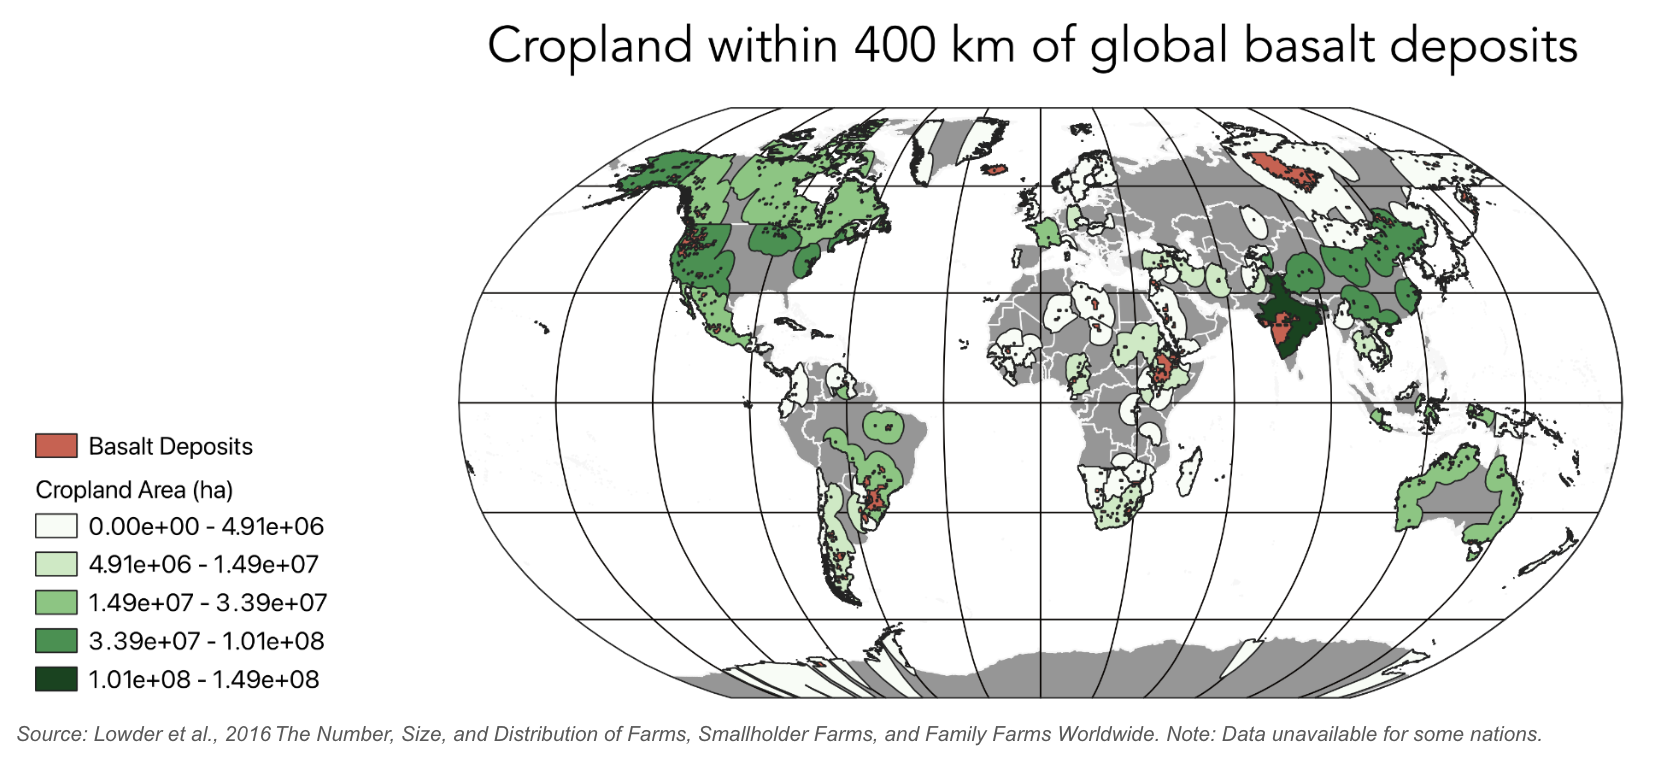 Cropland within 400 km of global basalt deposits
Basalt Deposits
Cropland Area (ha)
0.00e+00 - 4.91e+06
4.91e+06 - 1.49e+07
1.49e+07 - 3.39e+07
3.39e+07 - 1.01e+08
1.01e+08 - 1.49e+08
Source: Lowder et al., 2016 The Number, Size, and Distribution of Farms, Smallholder Farms, and Family Farms Worldwide. Note: Data unavailable for some nations.